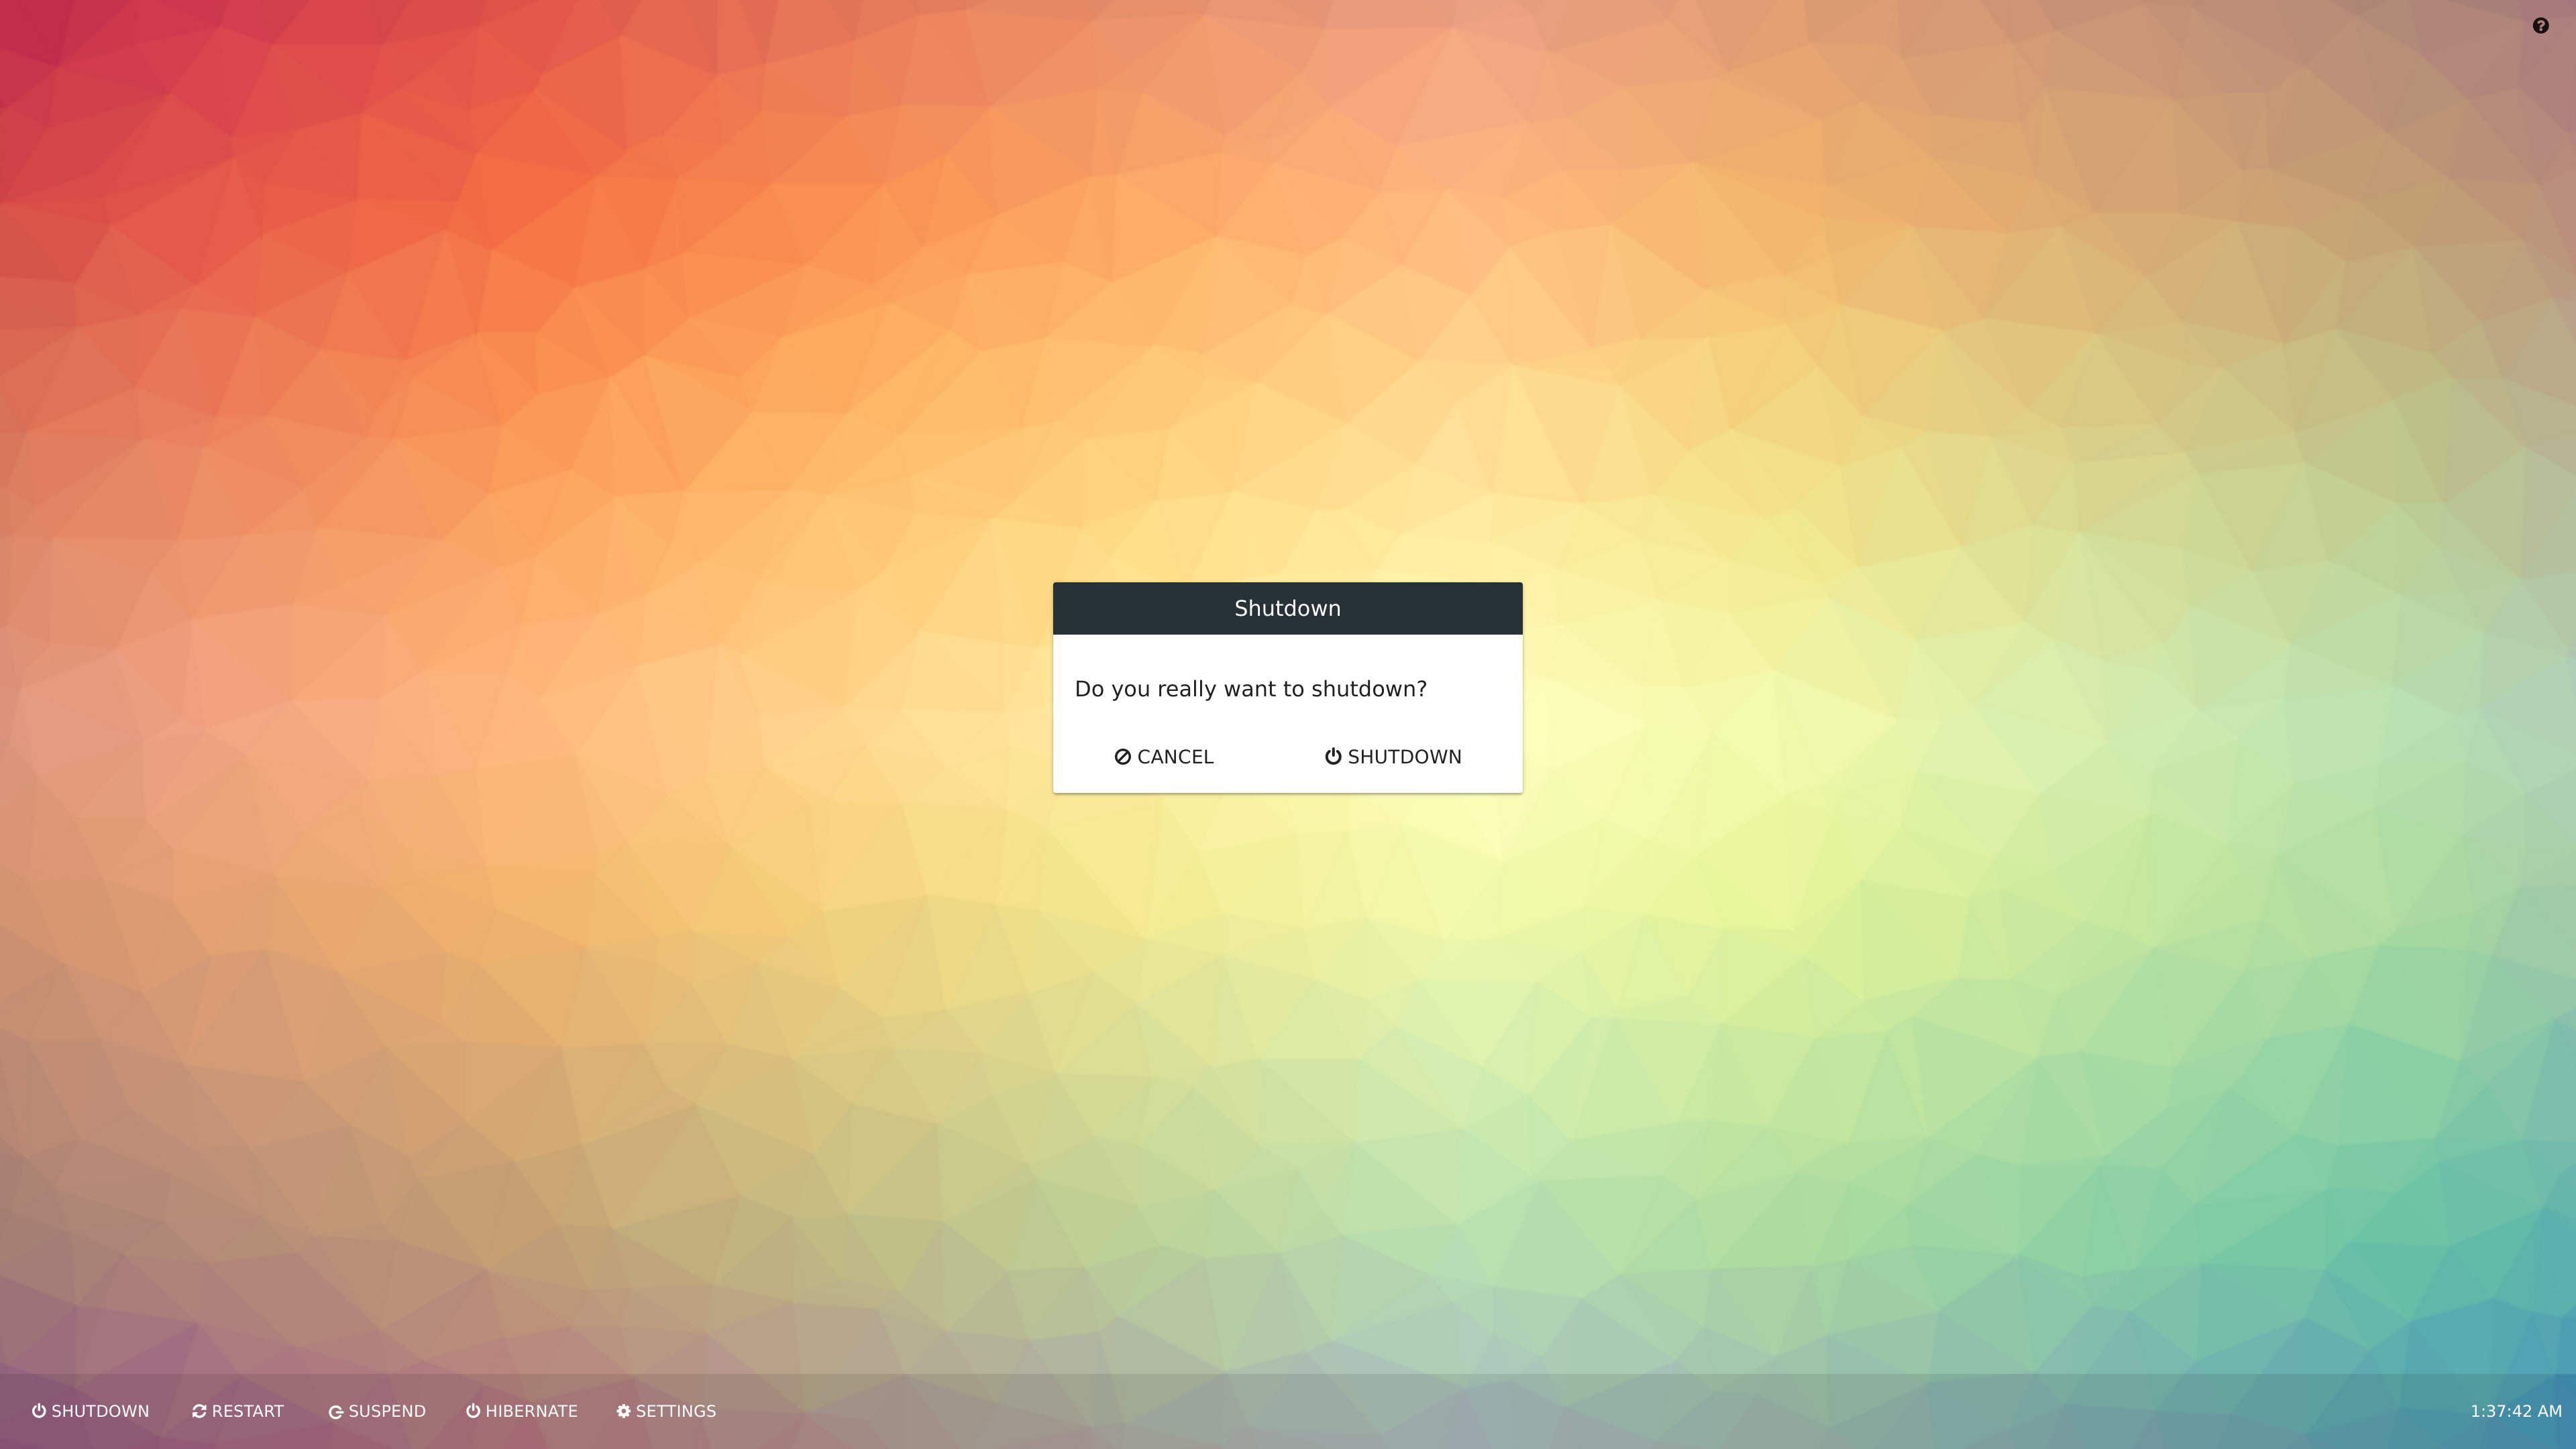 Shutdown
Do you really want to shutdown?
CANCEL SHUTDOWN
SHUTDOWN RESTART SUSPEND HIBERNATE SETTINGS 1:37:42 AM